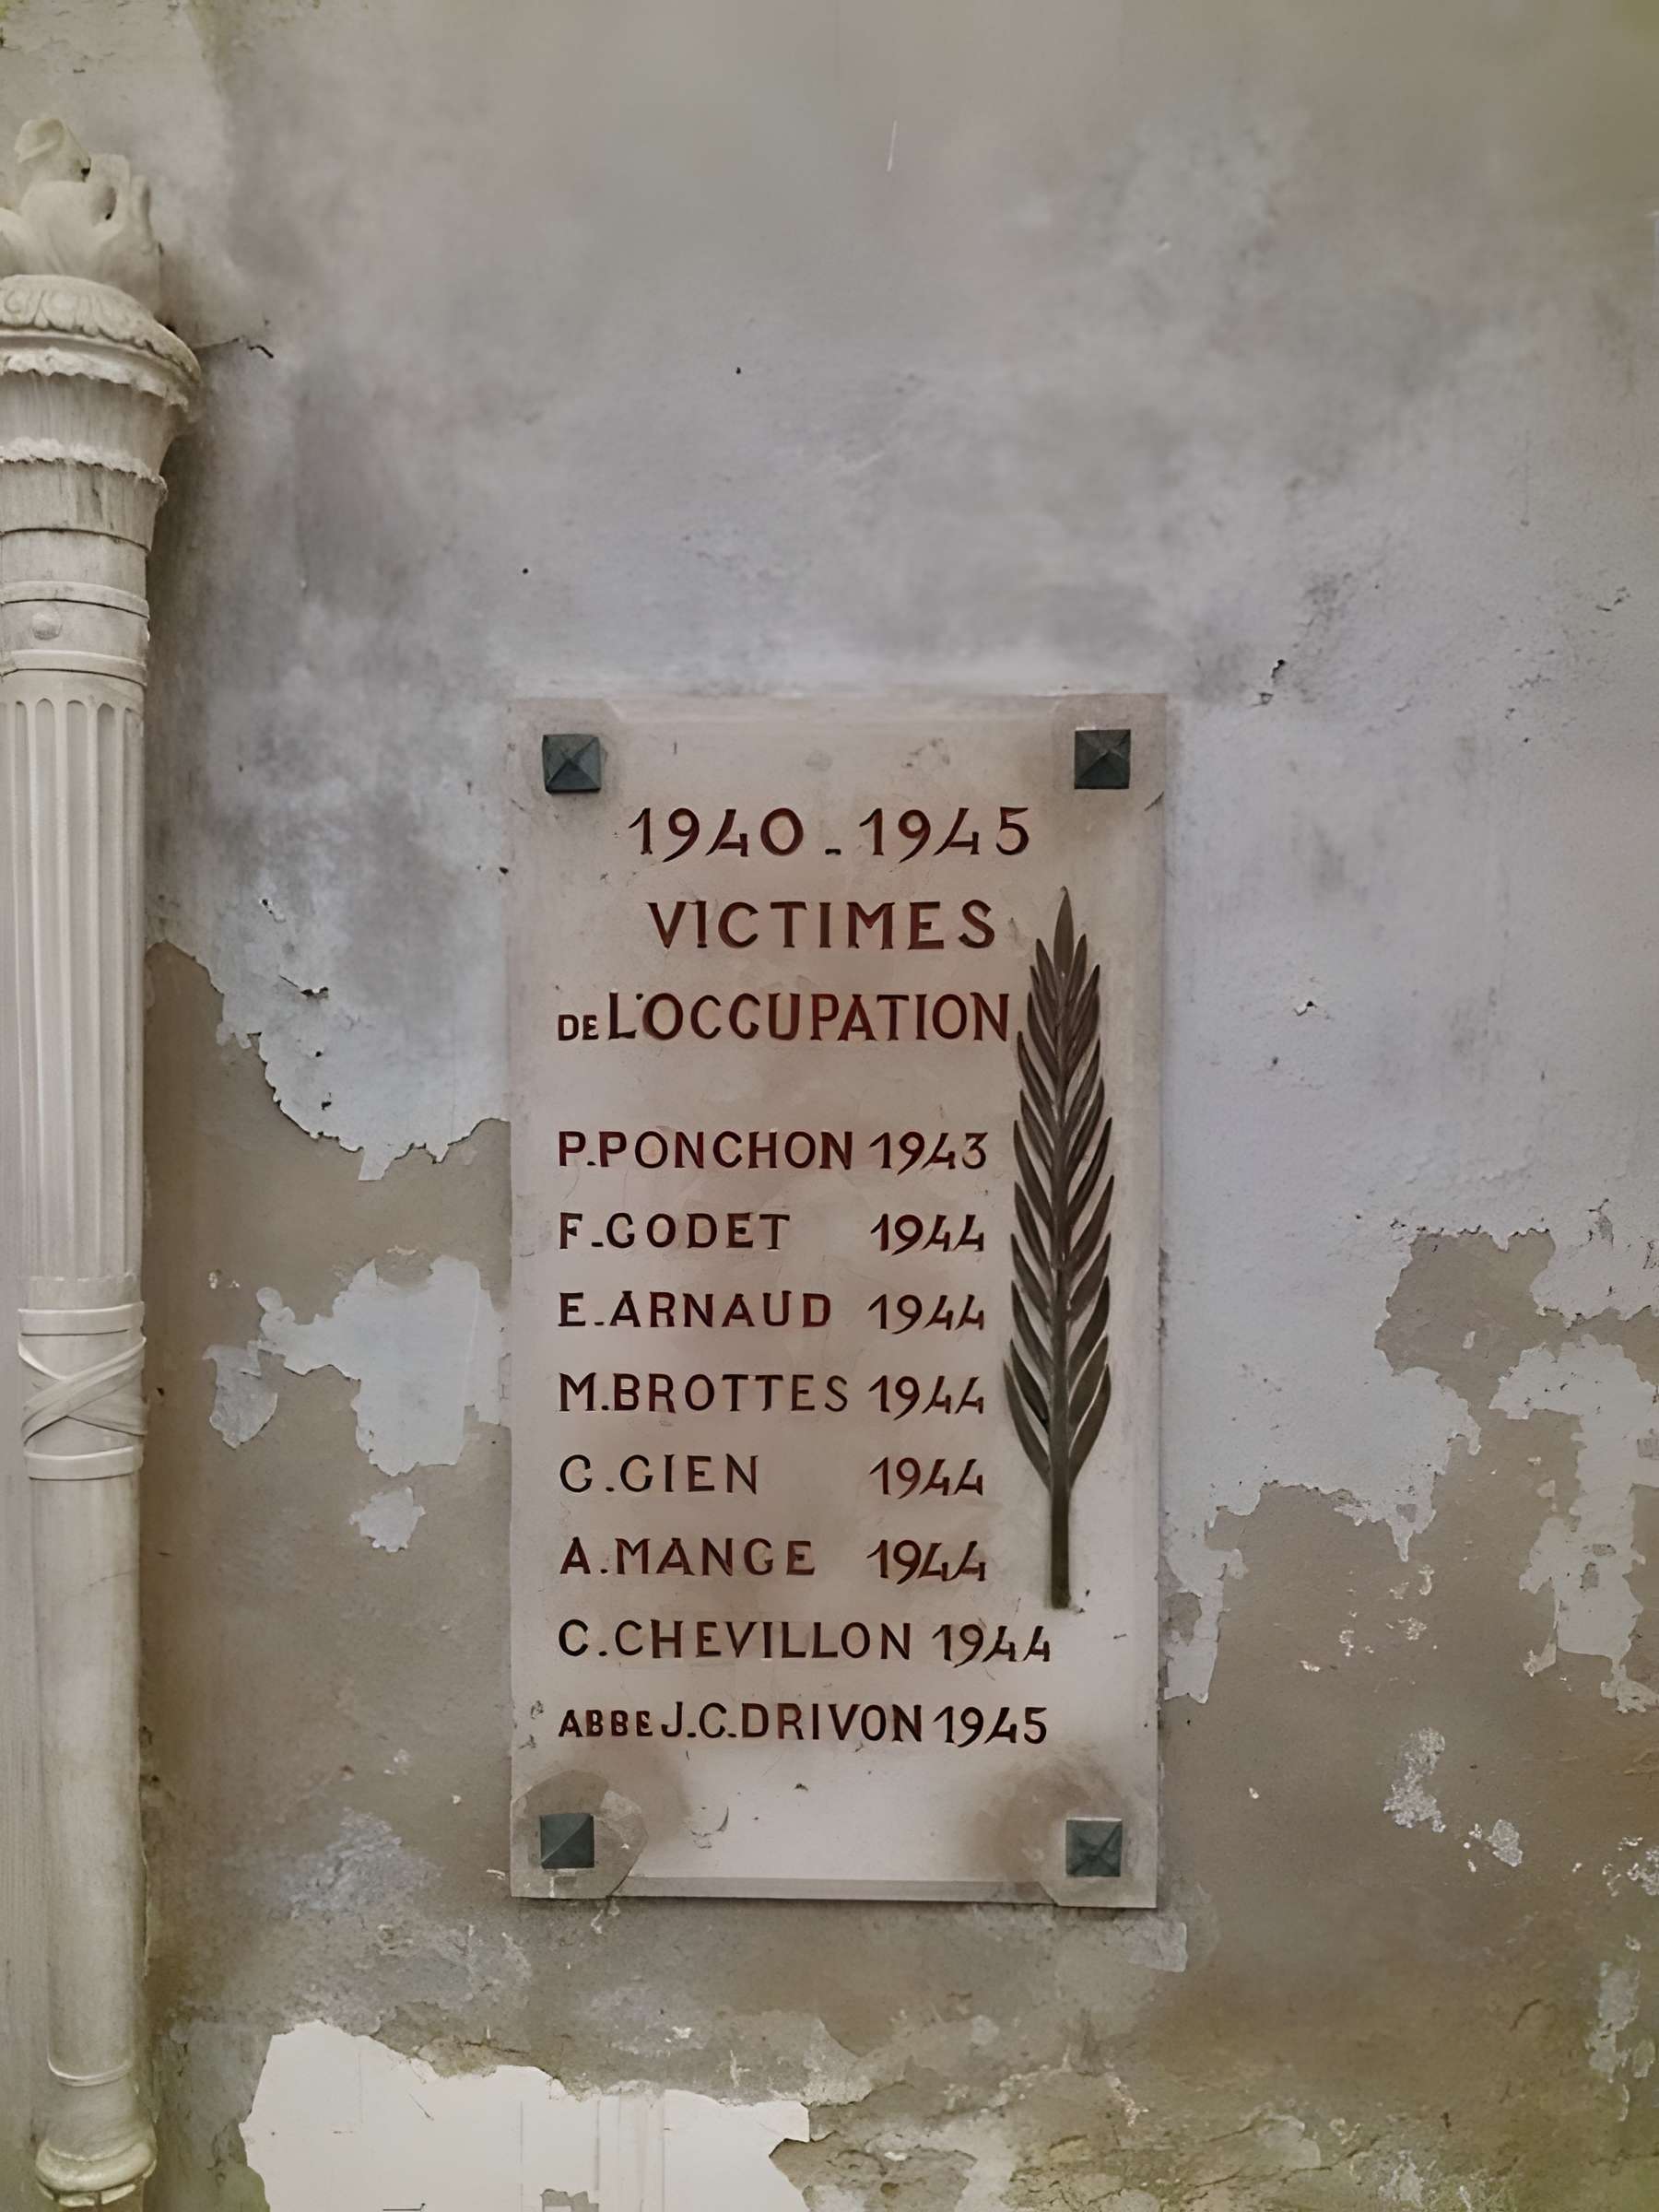 1940-1945
VICTIMES
DE L'OCCUPATION
P.PONCHON 1943
F.GODET 1944
E.ARNAUD 1944
M.BROTTES 1944
G.GIEN 1944
A.MANGE 1944
C.CHEVILLON 1944
ABBE J.C.DRIVON 1945